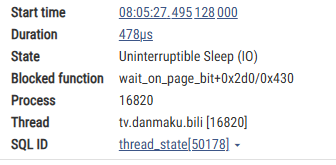 Start time 08:05:27.495 128 000
Duration 478µs
State Uninterruptible Sleep (IO)
Blocked function wait_on_page_bit+0x2d0/0x430
Process 16820
Thread tv.danmaku.bili [16820]
SQL ID thread_state[50178]